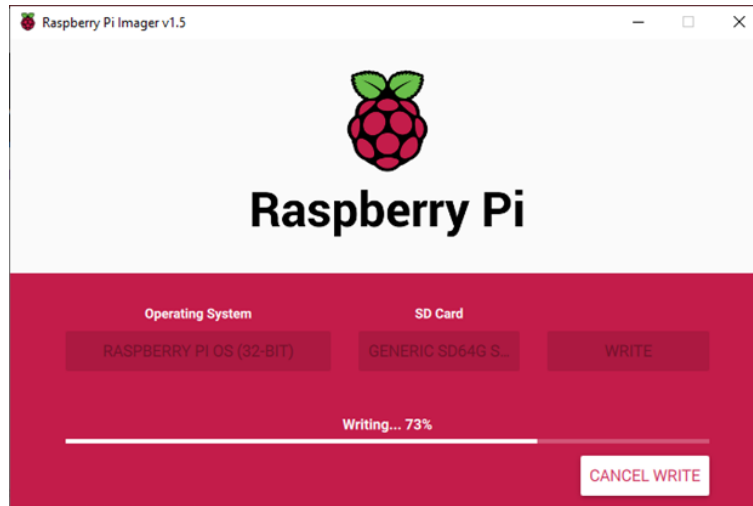 Raspberry Pi Imager v1.5
Raspberry Pi
Operating System
SD Card
RASPBERRY PI OS (32-BIT)
GENERIC SD64G S...
WRITE
Writing... 73%
CANCEL WRITE